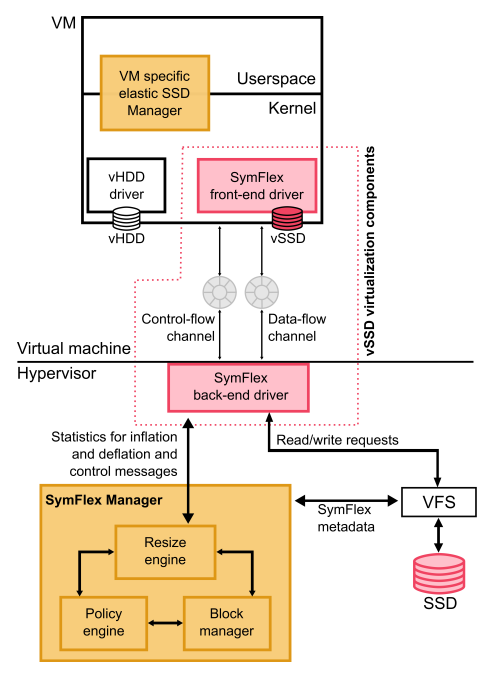 VM
VM specific
elastic SSD
Manager
Userspace
Kernel
vHDD
driver
SymFlex
front-end driver
vHDD
vSSD
vSSD virtualization components
Control-flow
channel
Data-flow
channel
Virtual machine
Hypervisor
SymFlex
back-end driver
Statistics for inflation
and deflation and
control messages
Read/write requests
SymFlex Manager
SymFlex
metadata
VFS
Resize
engine
Policy
engine
Block
manager
SSD